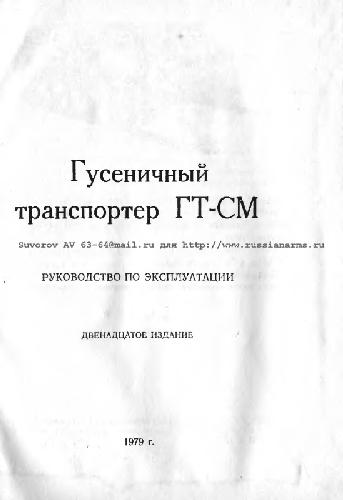 Гусеничный
транспортер ГТ-СМ
Suvorov AV 63-64@mail.ru для http://www.russianarms.ru
РУКОВОДСТВО ПО ЭКСПЛУАТАЦИИ
ДВЕНАДЦАТОЕ ИЗДАНИЕ
1979 г.